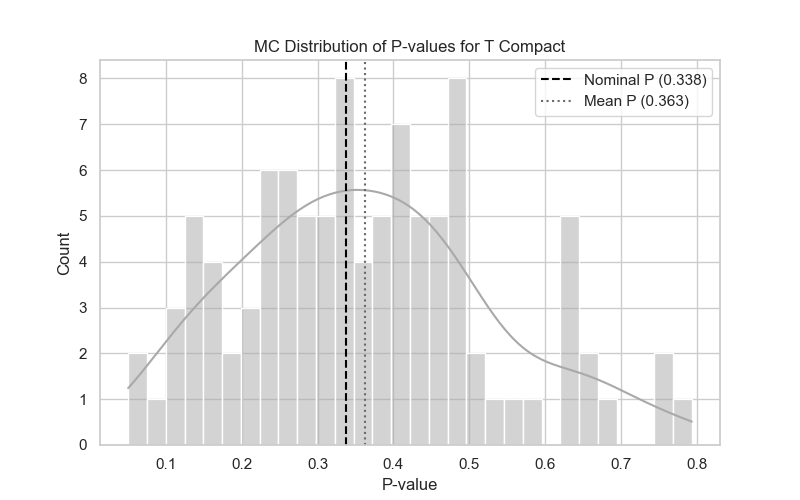 MC Distribution of P-values for T Compact
Nominal P (0.338)
Mean P (0.363)
8
7
6
5
4
3
2
1
0
Count
0.1 0.2 0.3 0.4 0.5 0.6 0.7 0.8
P-value